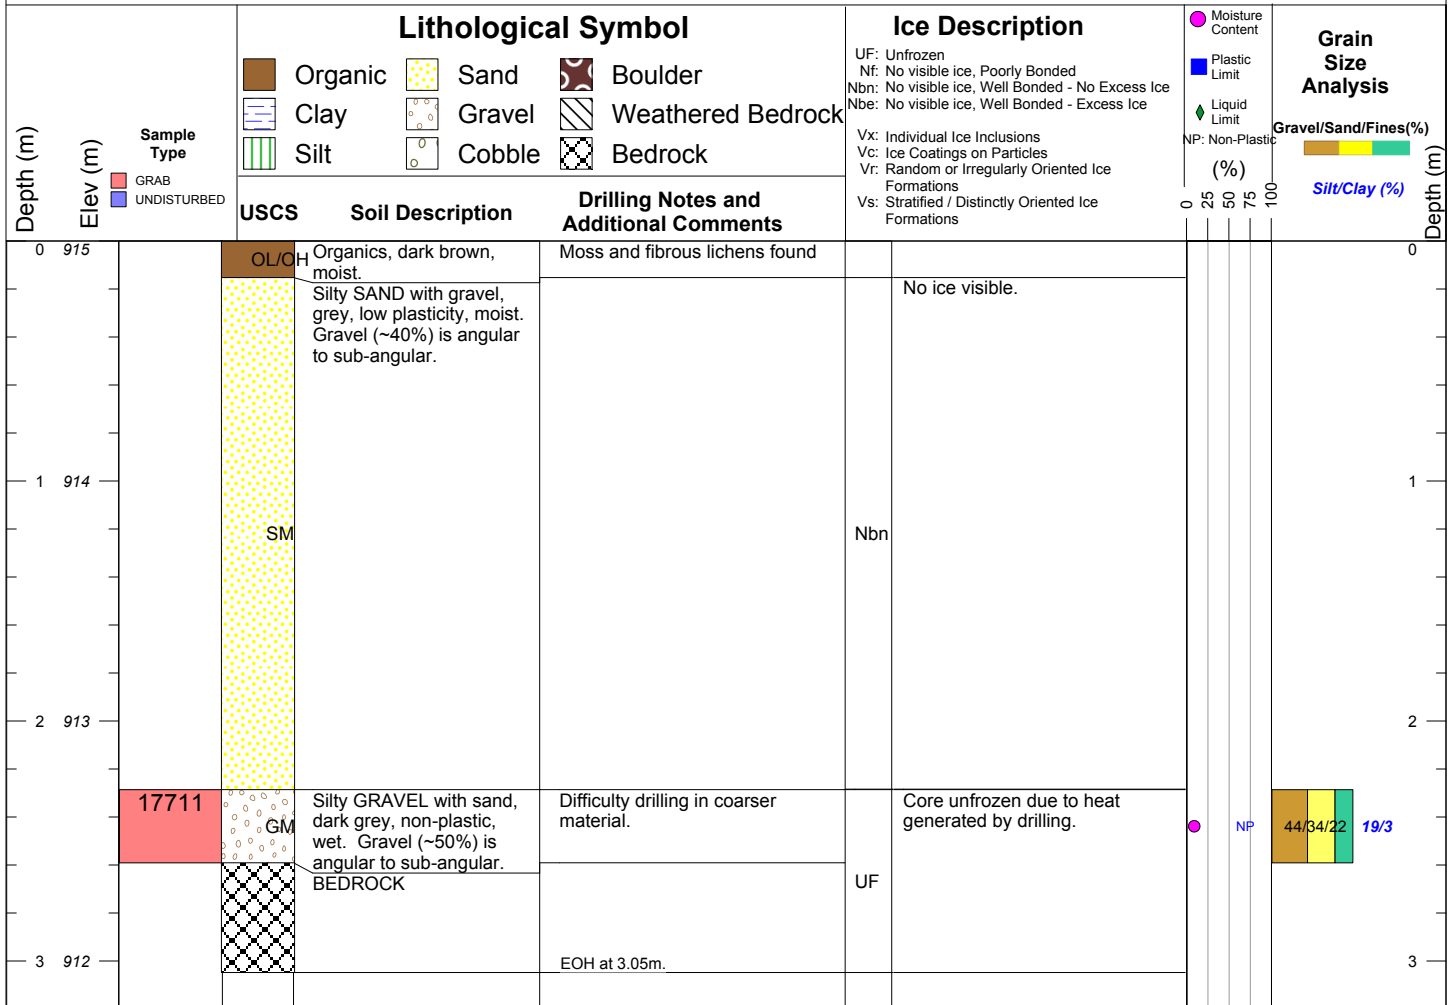 Depth (m)
Elev (m)
Sample
Type
GRAB
UNDISTURBED
Lithological Symbol
Organic
Sand
Boulder
Clay
Gravel
Weathered Bedrock
Silt
Cobble
Bedrock
USCS
Soil Description
Drilling Notes and
Additional Comments
Ice Description
UF: Unfrozen
Nf: No visible ice, Poorly Bonded
Nbn: No visible ice, Well Bonded - No Excess Ice
Nbe: No visible ice, Well Bonded - Excess Ice
Vx: Individual Ice Inclusions
Vc: Ice Coatings on Particles
Vr: Random or Irregularly Oriented Ice
Formations
Vs: Stratified / Distinctly Oriented Ice
Formations
Moisture
Content
Plastic
Limit
Liquid
Limit
NP: Non-Plastic
(%)
0 25 50 75 100
Grain
Size
Analysis
Gravel/Sand/Fines(%)
Silt/Clay (%)
Depth (m)
0 915
OL/OH
Organics, dark brown,
moist.
Moss and fibrous lichens found
0
Silty SAND with gravel,
grey, low plasticity, moist.
Gravel (~40%) is angular
to sub-angular.
No ice visible.
1 914
1
SM
Nbn
2 913
2
17711
GM
Silty GRAVEL with sand,
dark grey, non-plastic,
wet. Gravel (~50%) is
angular to sub-angular.
Difficulty drilling in coarser
material.
Core unfrozen due to heat
generated by drilling.
NP
44/34/22
19/3
BEDROCK
UF
3 912
EOH at 3.05m.
3